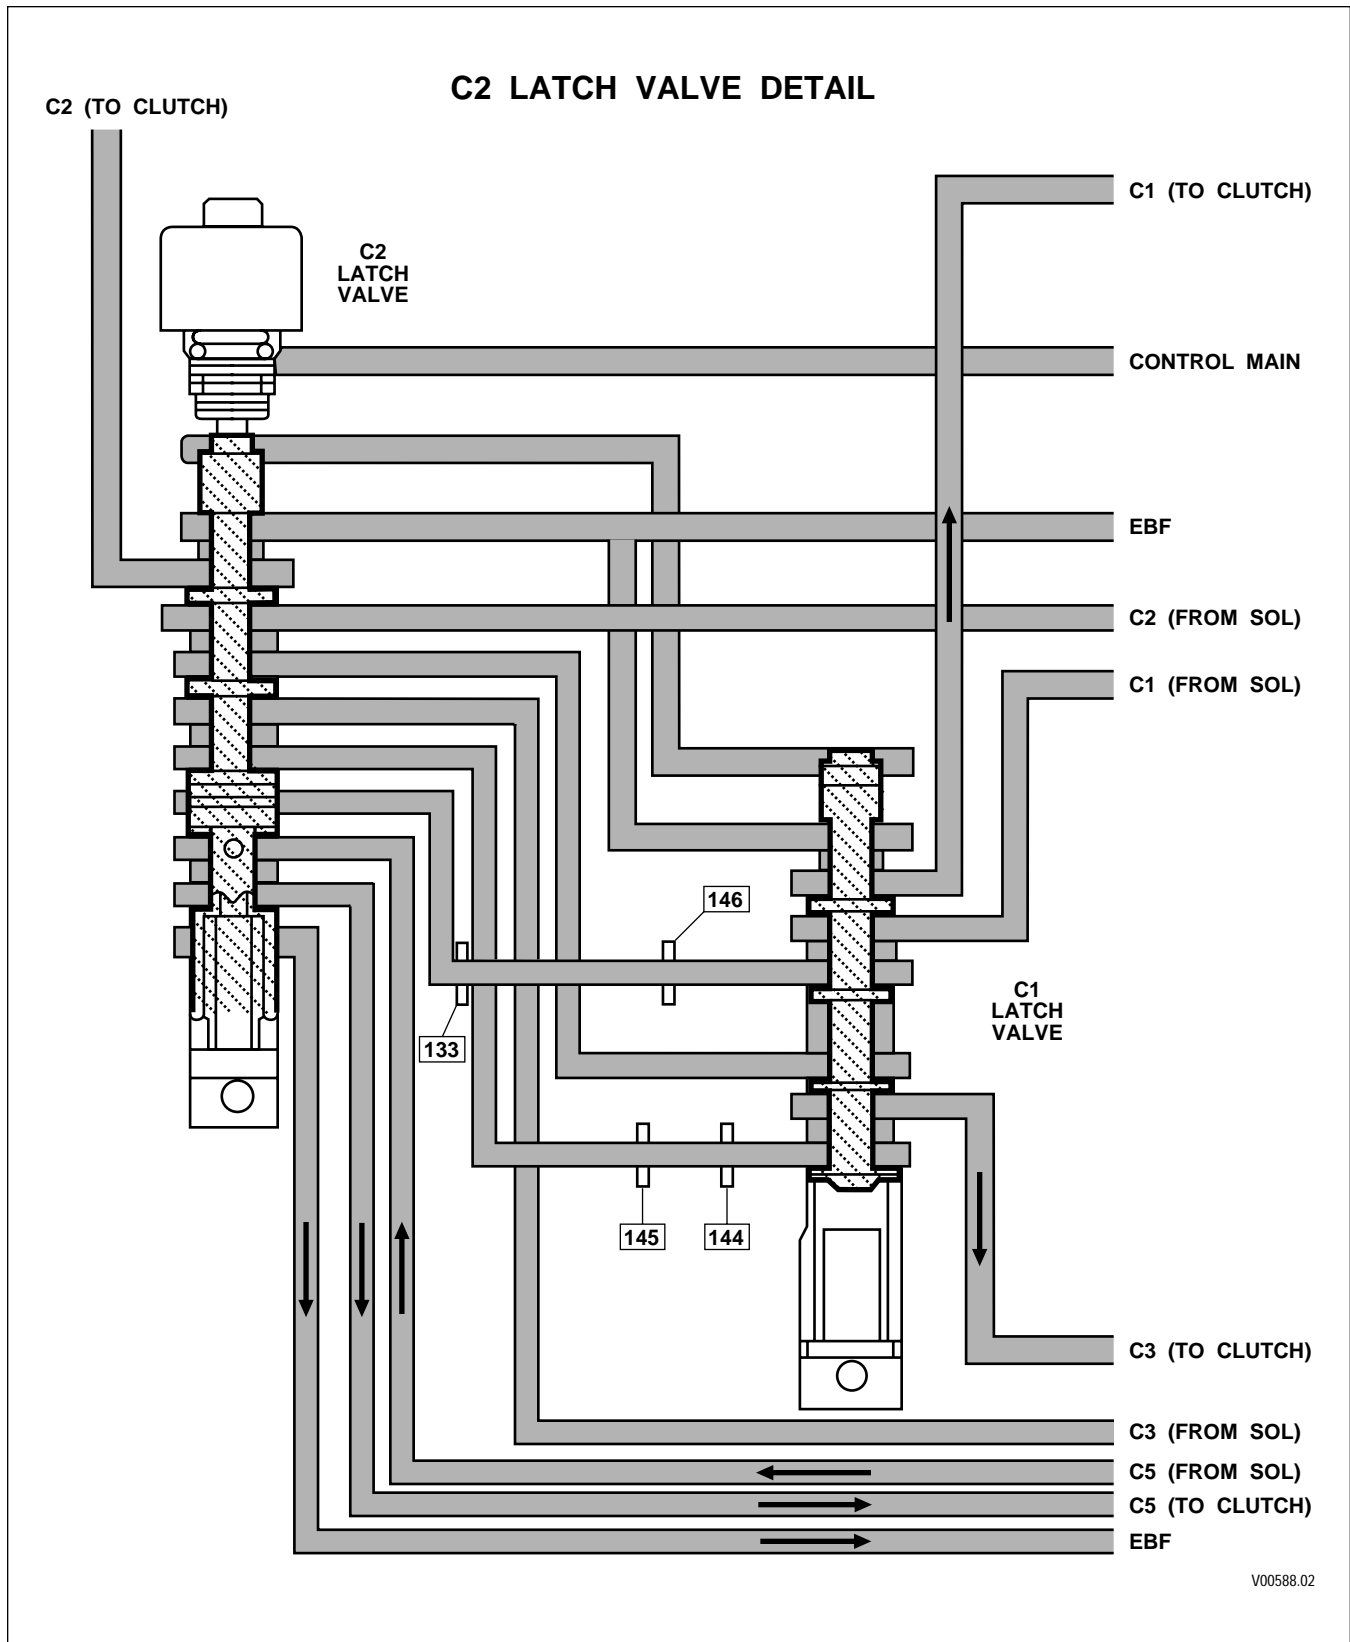 C2 LATCH VALVE DETAIL
C2 (TO CLUTCH)
C1 (TO CLUTCH)
C2
LATCH
VALVE
CONTROL MAIN
EBF
C2 (FROM SOL)
C1 (FROM SOL)
146
C1
LATCH
VALVE
133
145
144
C3 (TO CLUTCH)
C3 (FROM SOL)
C5 (FROM SOL)
C5 (TO CLUTCH)
EBF
V00588.02